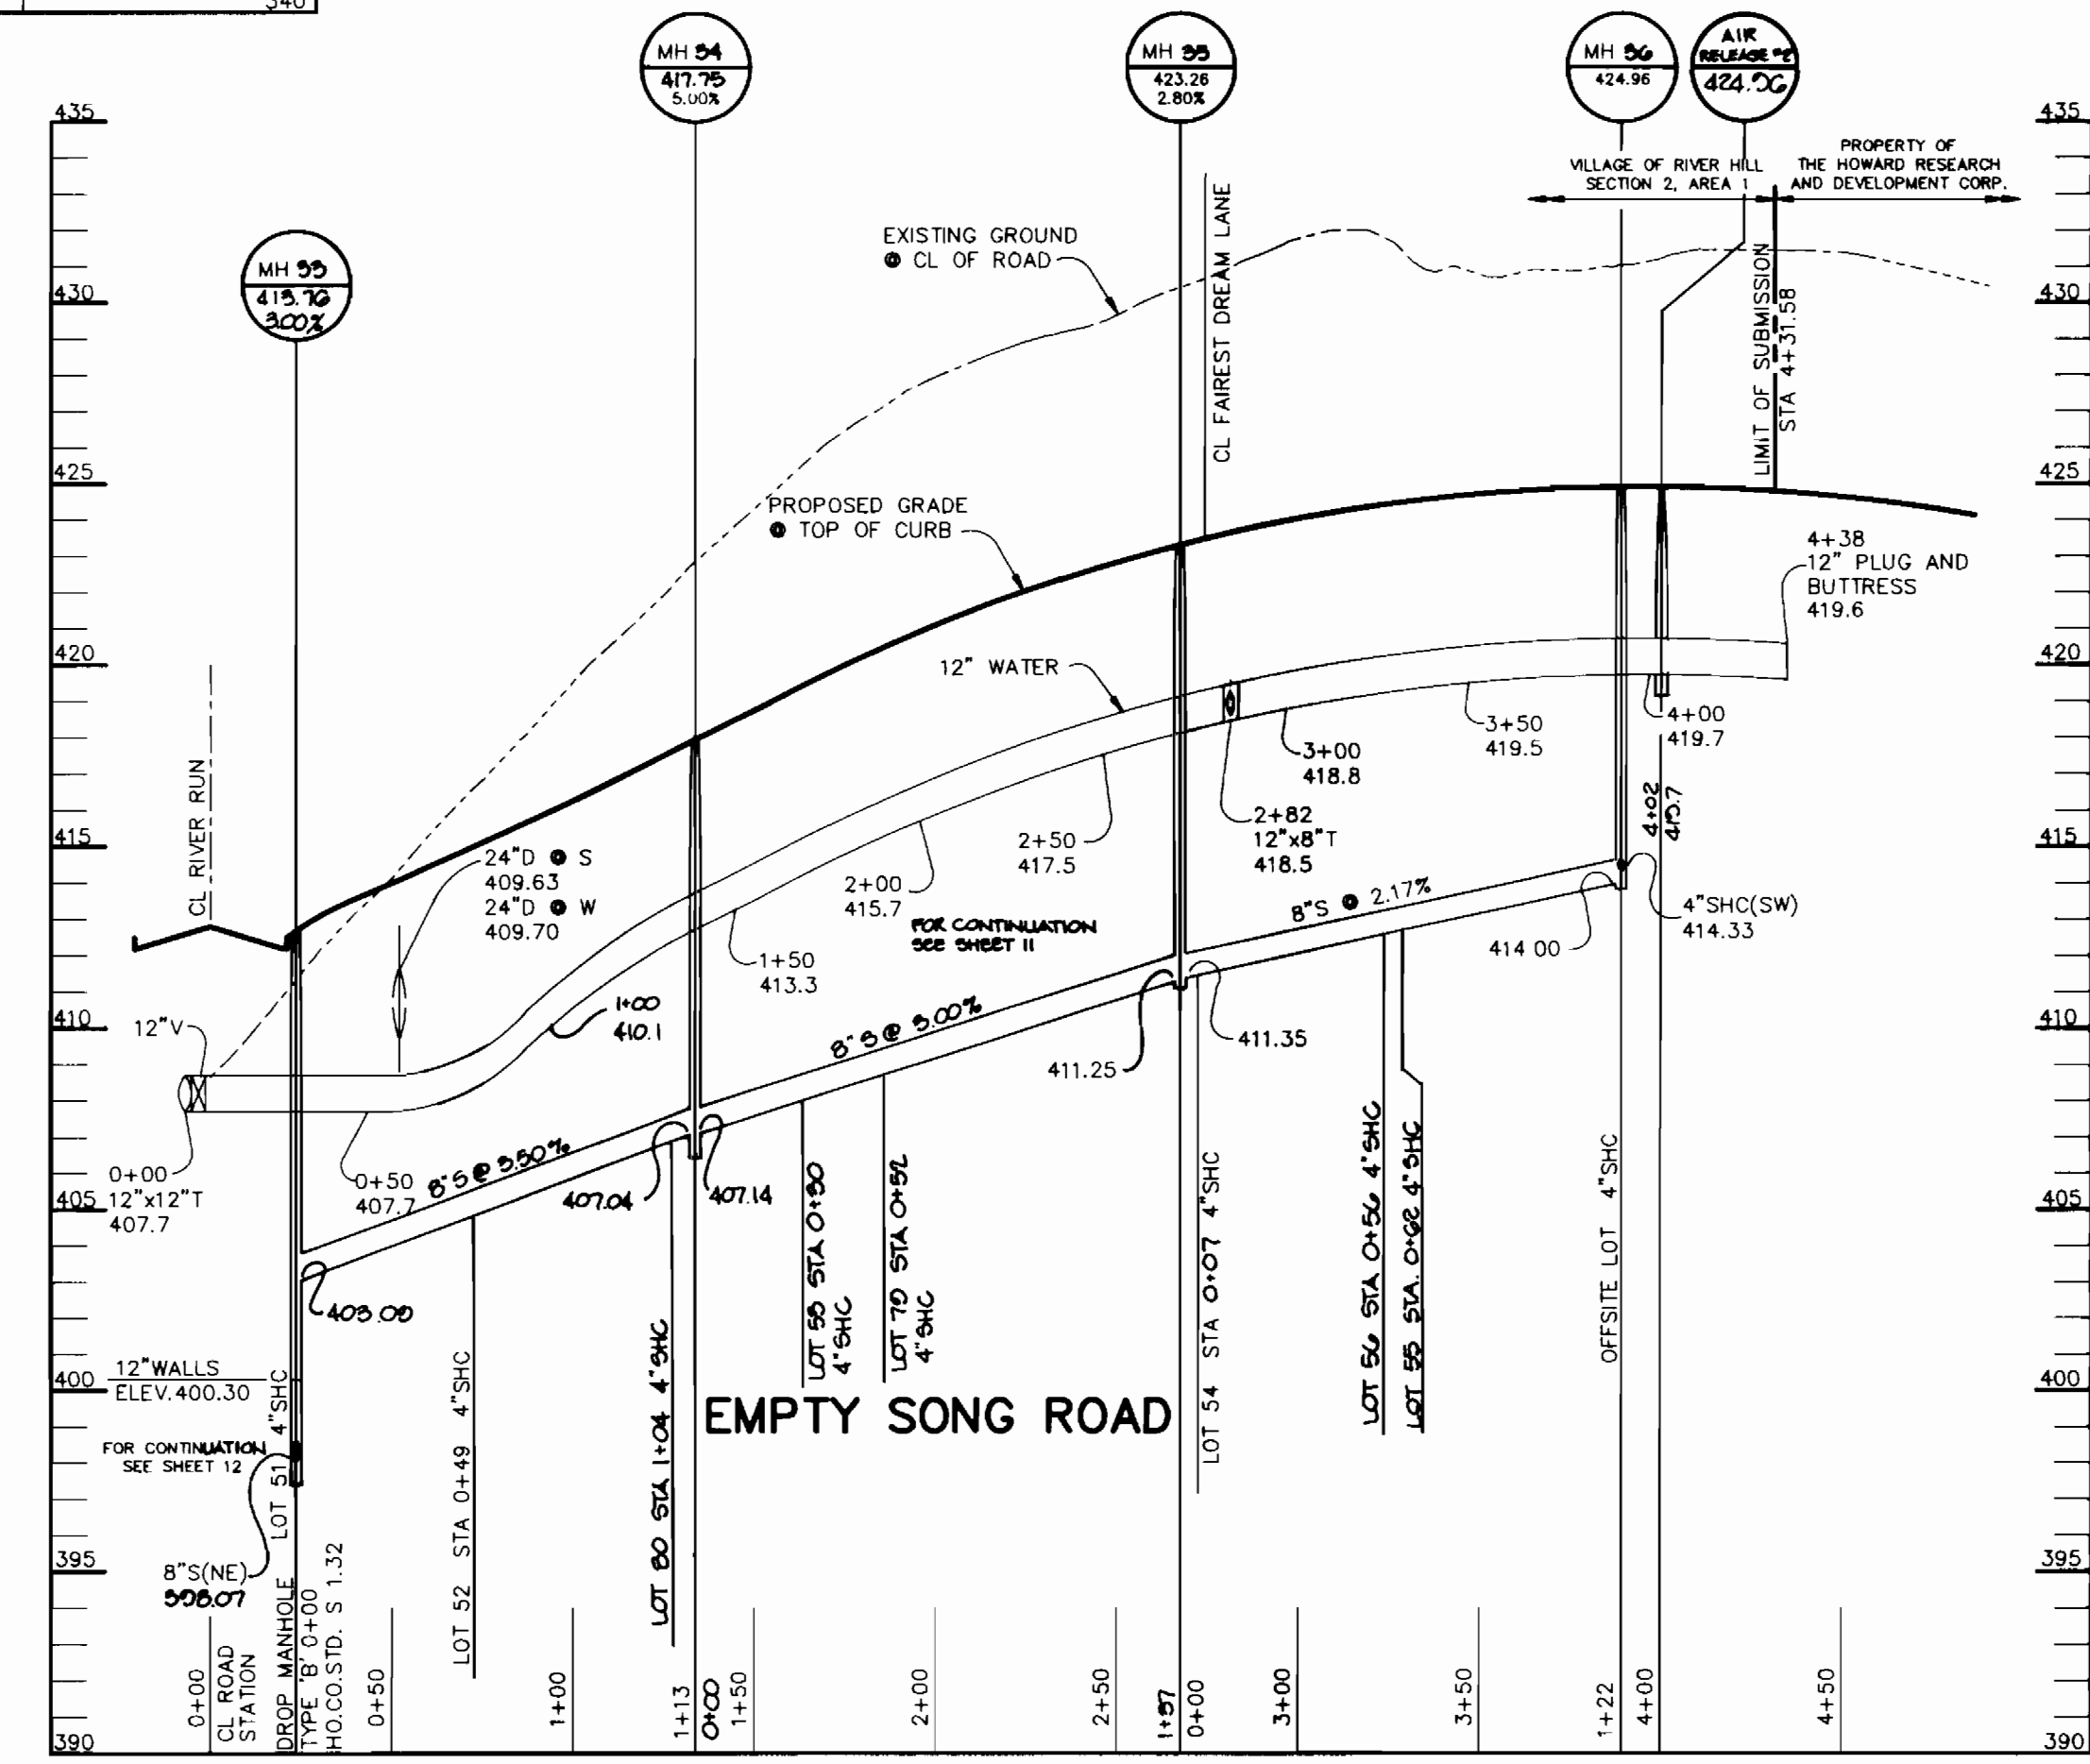 340
MH 54
417.75
5.00%
MH 55
423.26
2.80%
MH 56
424.96
AIR
RELEASE #2
424.96
MH 53
413.76
3.00%
435
430
425
420
415
410
405
400
395
390
435
430
425
420
415
410
405
400
395
390
VILLAGE OF RIVER HILL
SECTION 2, AREA 1
PROPERTY OF
THE HOWARD RESEARCH
AND DEVELOPMENT CORP.
EXISTING GROUND
@ CL OF ROAD
CL FAIREST DREAM LANE
LIMIT OF SUBMISSION
STA 4+31.58
PROPOSED GRADE
@ TOP OF CURB
4+38
12" PLUG AND
BUTTRESS
419.6
12" WATER
CL RIVER RUN
24"D @ S
409.63
24"D @ W
409.70
12"V
0+00
12"x12"T
407.7
0+50
407.7
1+00
410.1
1+50
413.3
2+00
415.7
2+50
417.5
2+82
12"x8"T
418.5
3+00
418.8
3+50
419.5
4+00
419.7
4+02
FOR CONTINUATION
SEE SHEET 11
8"S @ 3.50%
8"S @ 3.00%
8"S @ 2.17%
4"SHC(SW)
414.33
414 00
411.35
411.25
407.14
407.04
12"WALLS
ELEV.400.30
FOR CONTINUATION
SEE SHEET 12
8"S(NE)
398.07
LOT 51 4"SHC
DROP MANHOLE
TYPE 'B' 0+00
HO.CO.STD. S 1.32
LOT 52 STA 0+49 4"SHC
LOT 80 STA 1+04 4"SHC
4"SHC
4"SHC
LOT 54 STA 0+07 4"SHC
LOT 56 STA 0+56 4"SHC
LOT 55 STA. 0+62 4"SHC
OFFSITE LOT 4"SHC
EMPTY SONG ROAD
0+00
CL ROAD
STATION
0+50
1+00
1+13
0+00
1+50
2+00
2+50
1+37
0+00
3+00
3+50
1+22
4+00
4+50